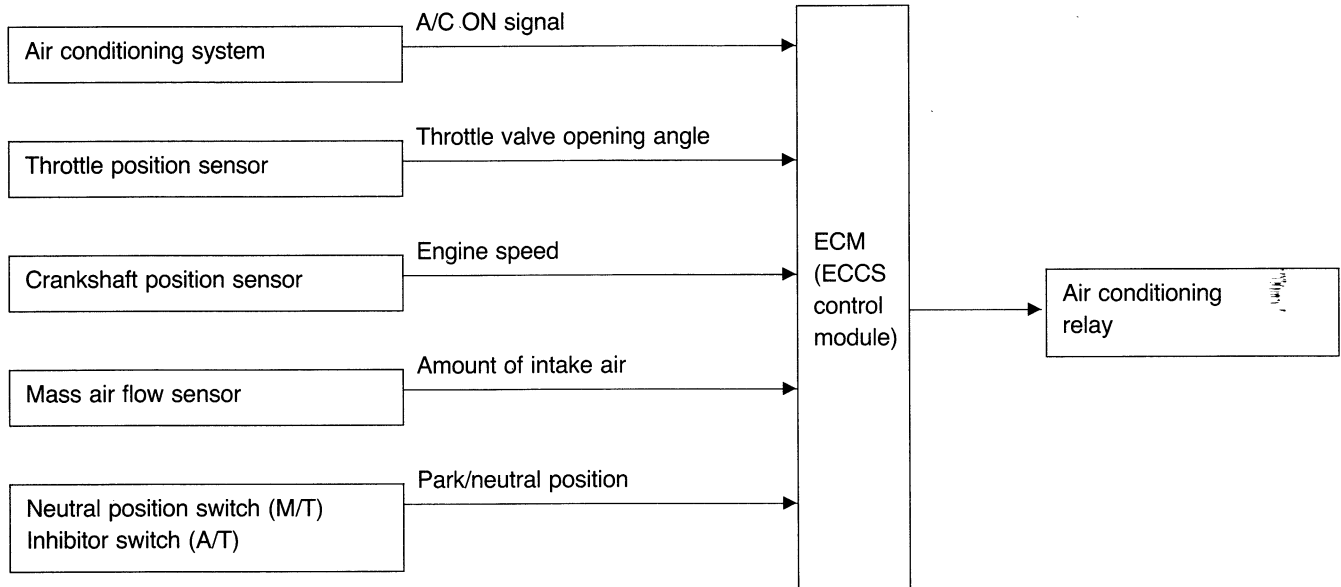 A/C ON signal
Air conditioning system
Throttle valve opening angle
Throttle position sensor
Engine speed
Crankshaft position sensor
Amount of intake air
Mass air flow sensor
Park/neutral position
Neutral position switch (M/T)
Inhibitor switch (A/T)
ECM
(ECCS
control
module)
Air conditioning
relay